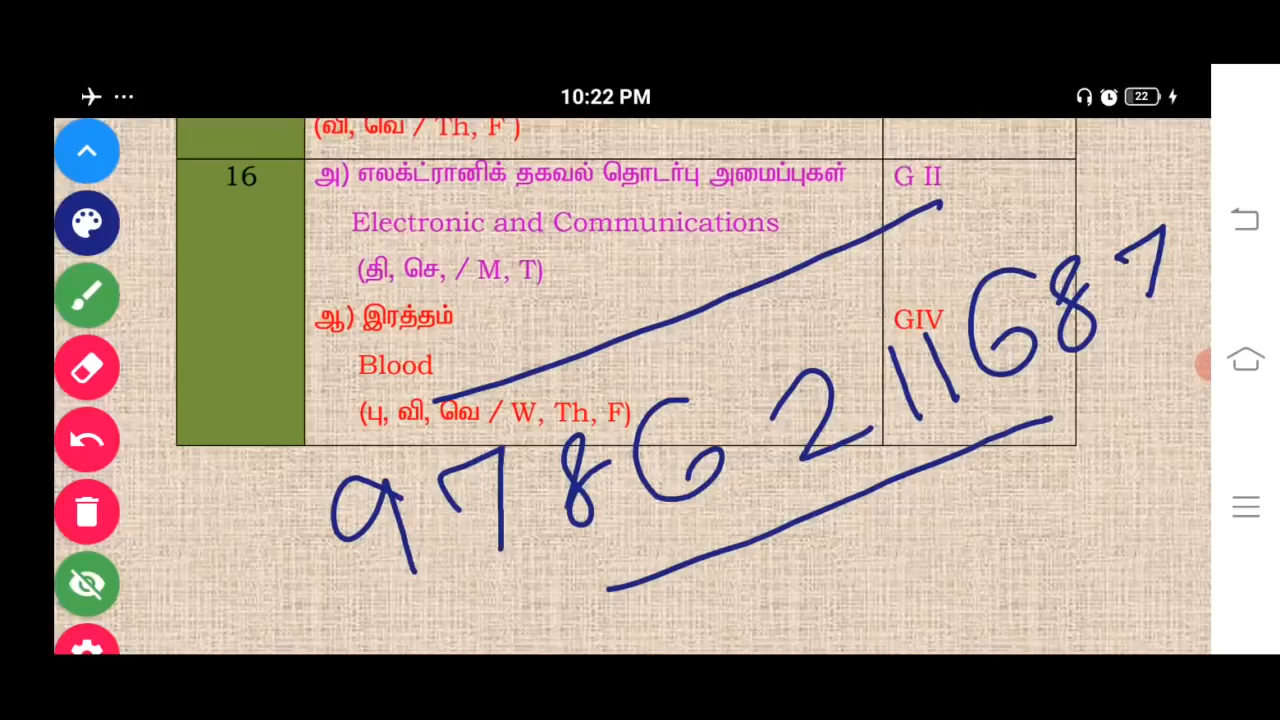 10:22 PM
22
(வி, வெ / Th, F )
16
அ) எலக்ட்ரானிக் தகவல் தொடர்பு அமைப்புகள்
G II
Electronic and Communications
(தி, செ, / M, T)
ஆ) இரத்தம்
GIV
Blood
(பு, வி, வெ / W, Th, F)
9786211687